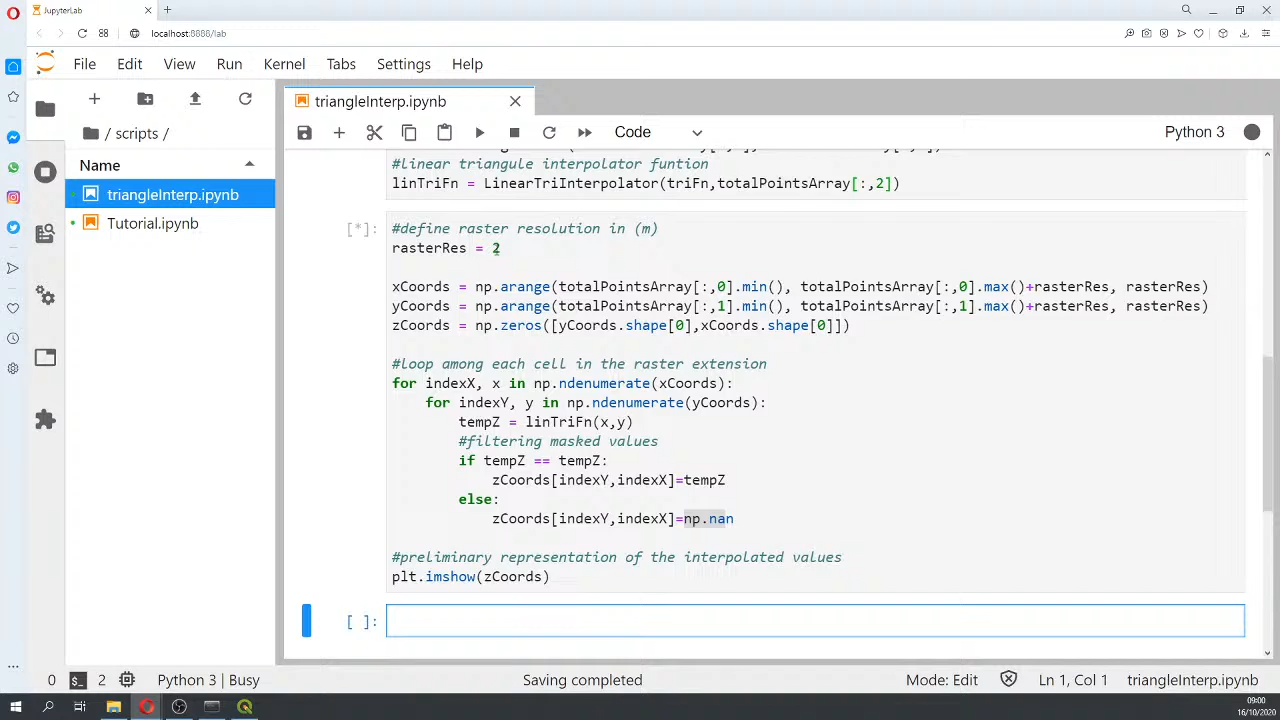 JupyterLab
localhost:8888/lab
File Edit View Run Kernel Tabs Settings Help
triangleInterp.ipynb
/ scripts /
Code
Python 3
Name
triangleInterp.ipynb
Tutorial.ipynb
#linear triangule interpolator funtion
linTriFn = LinearTriInterpolator(triFn,totalPointsArray[:,2])
[*]:
#define raster resolution in (m)
rasterRes = 2
xCoords = np.arange(totalPointsArray[:,0].min(), totalPointsArray[:,0].max()+rasterRes, rasterRes)
yCoords = np.arange(totalPointsArray[:,1].min(), totalPointsArray[:,1].max()+rasterRes, rasterRes)
zCoords = np.zeros([yCoords.shape[0],xCoords.shape[0]])
#loop among each cell in the raster extension
for indexX, x in np.ndenumerate(xCoords):
for indexY, y in np.ndenumerate(yCoords):
tempZ = linTriFn(x,y)
#filtering masked values
if tempZ == tempZ:
zCoords[indexY,indexX]=tempZ
else:
zCoords[indexY,indexX]=np.nan
#preliminary representation of the interpolated values
plt.imshow(zCoords)
[ ]:
0 $_ 2 Python 3 | Busy Saving completed Mode: Edit Ln 1, Col 1 triangleInterp.ipynb
09:00
16/10/2020